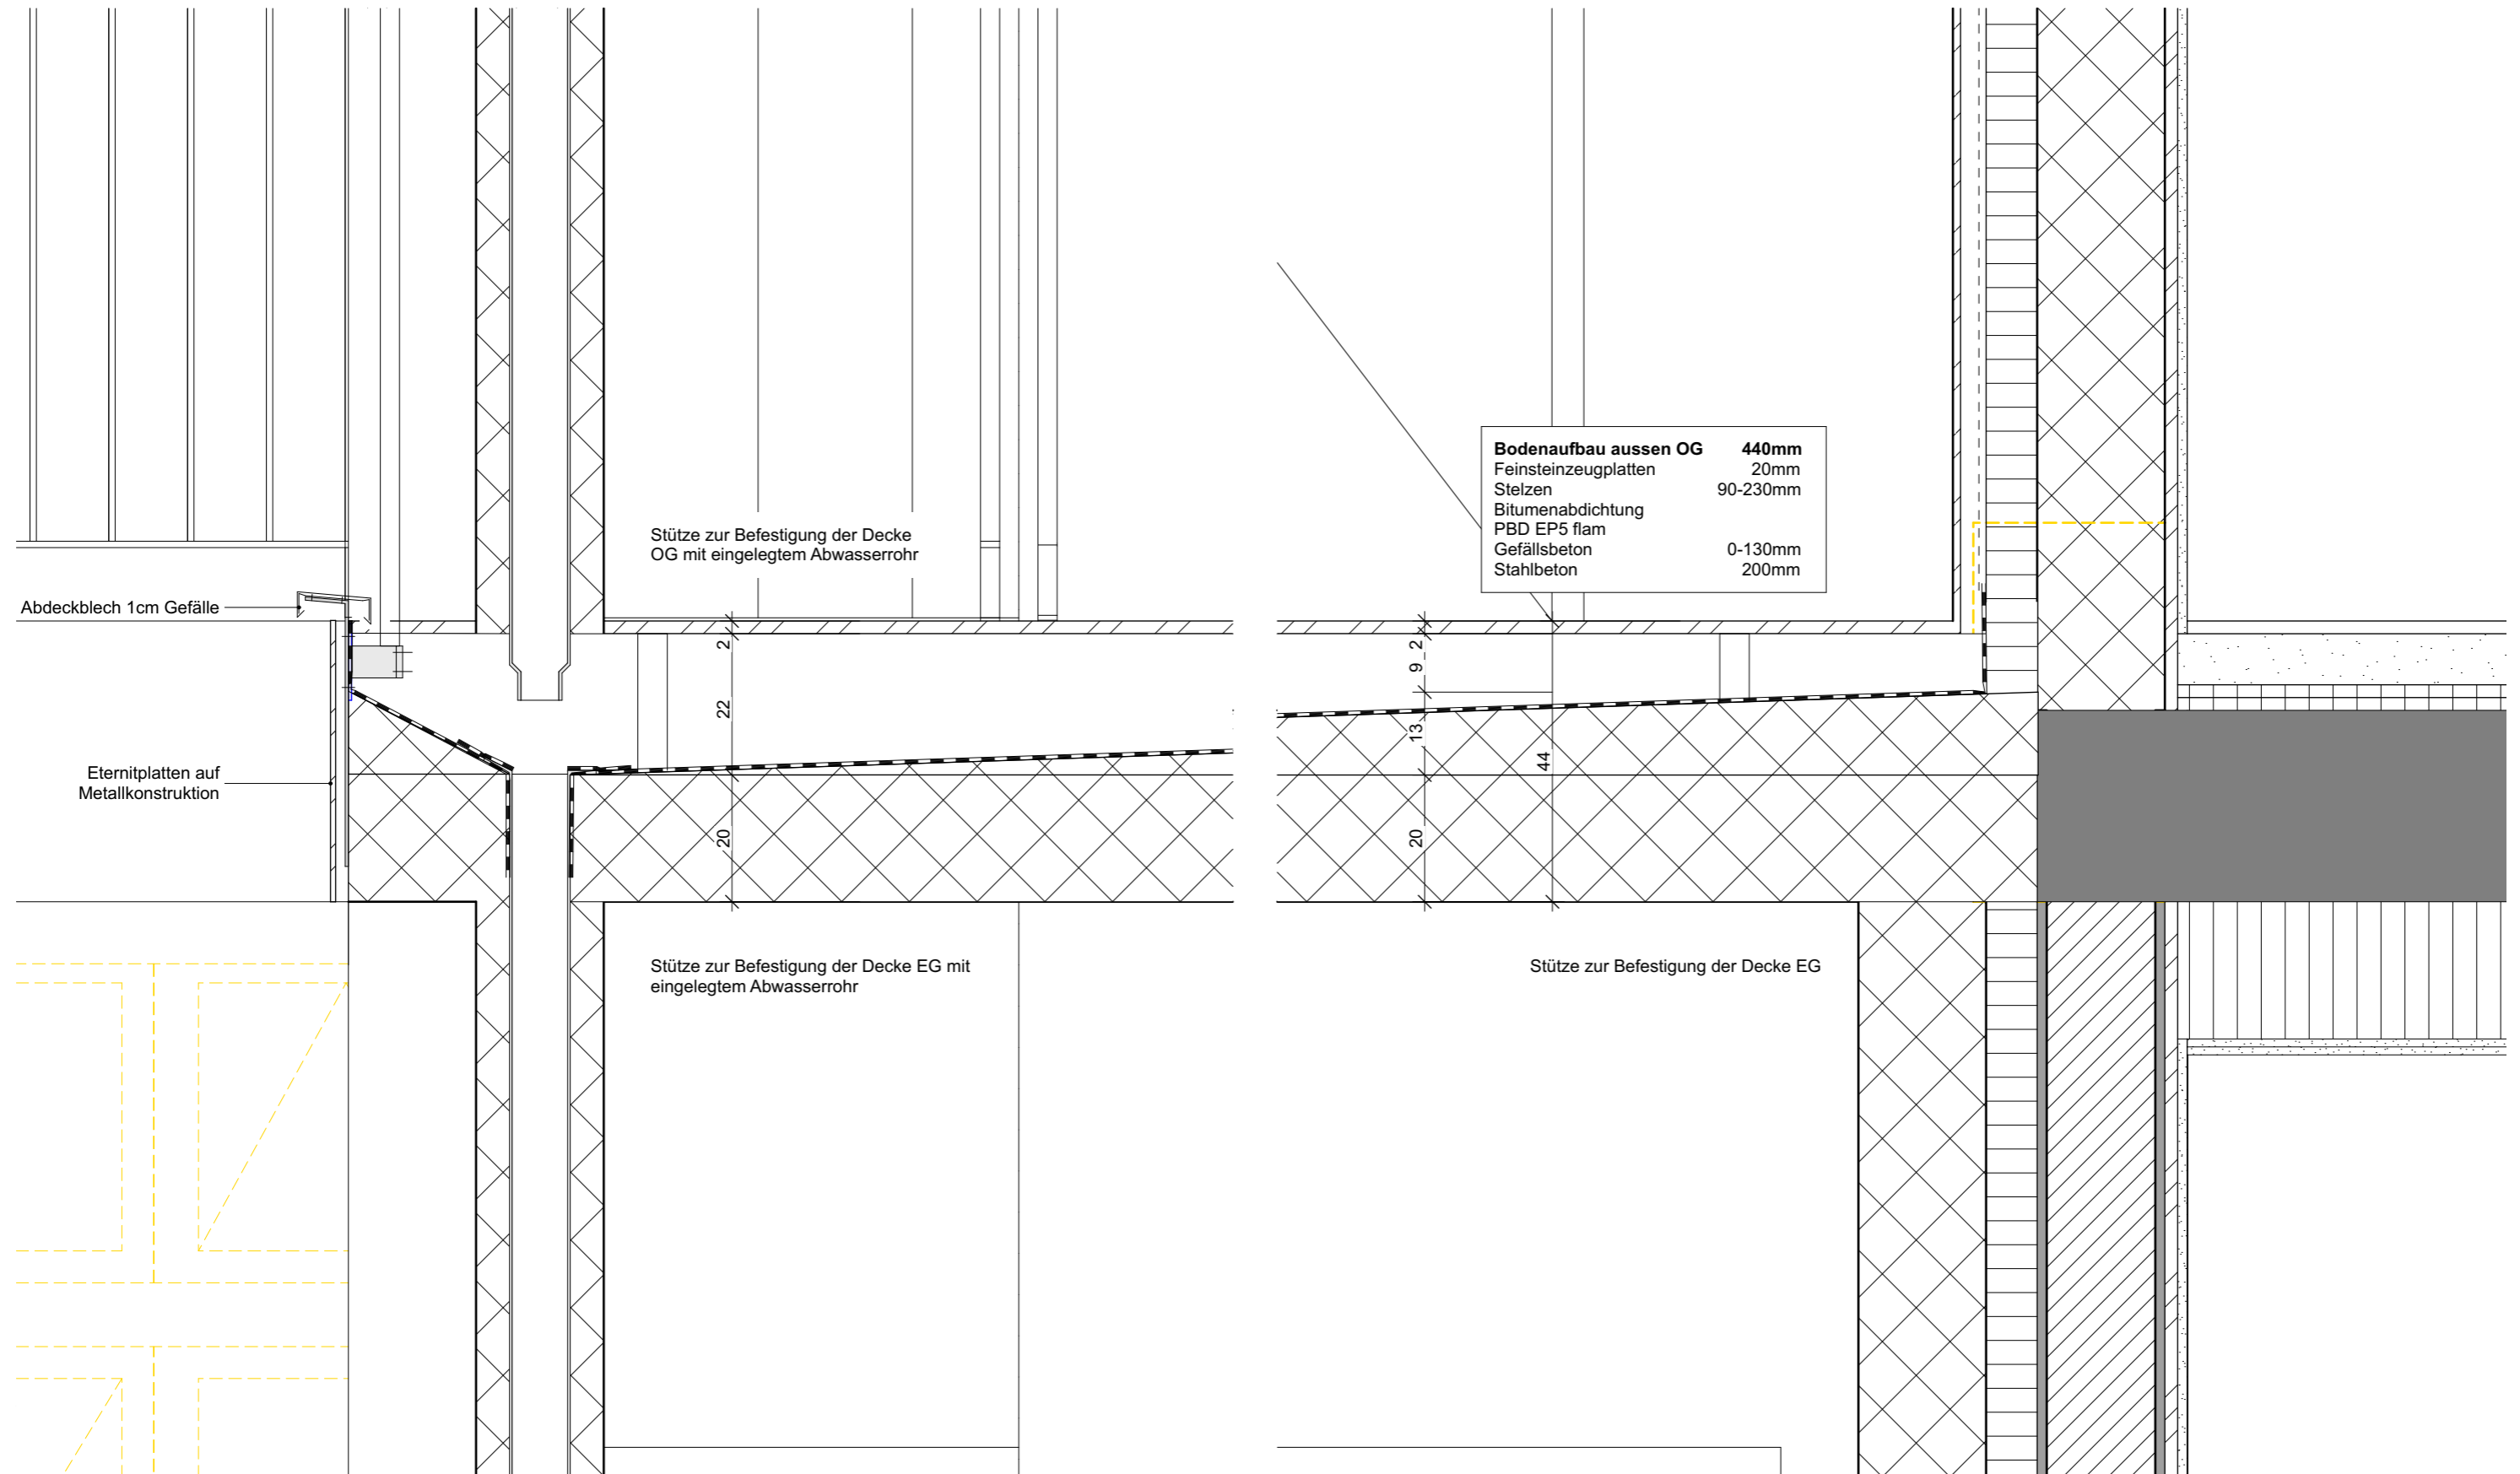 Bodenaufbau aussen OG 440mm
Feinsteinzeugplatten 20mm
Stelzen 90-230mm
Bitumenabdichtung
PBD EP5 flam
Gefällsbeton 0-130mm
Stahlbeton 200mm
Stütze zur Befestigung der Decke
OG mit eingelegtem Abwasserrohr
Abdeckblech 1cm Gefälle
2
22
20
2
9
13
20
44
Eternitplatten auf
Metallkonstruktion
Stütze zur Befestigung der Decke EG mit
eingelegtem Abwasserrohr
Stütze zur Befestigung der Decke EG